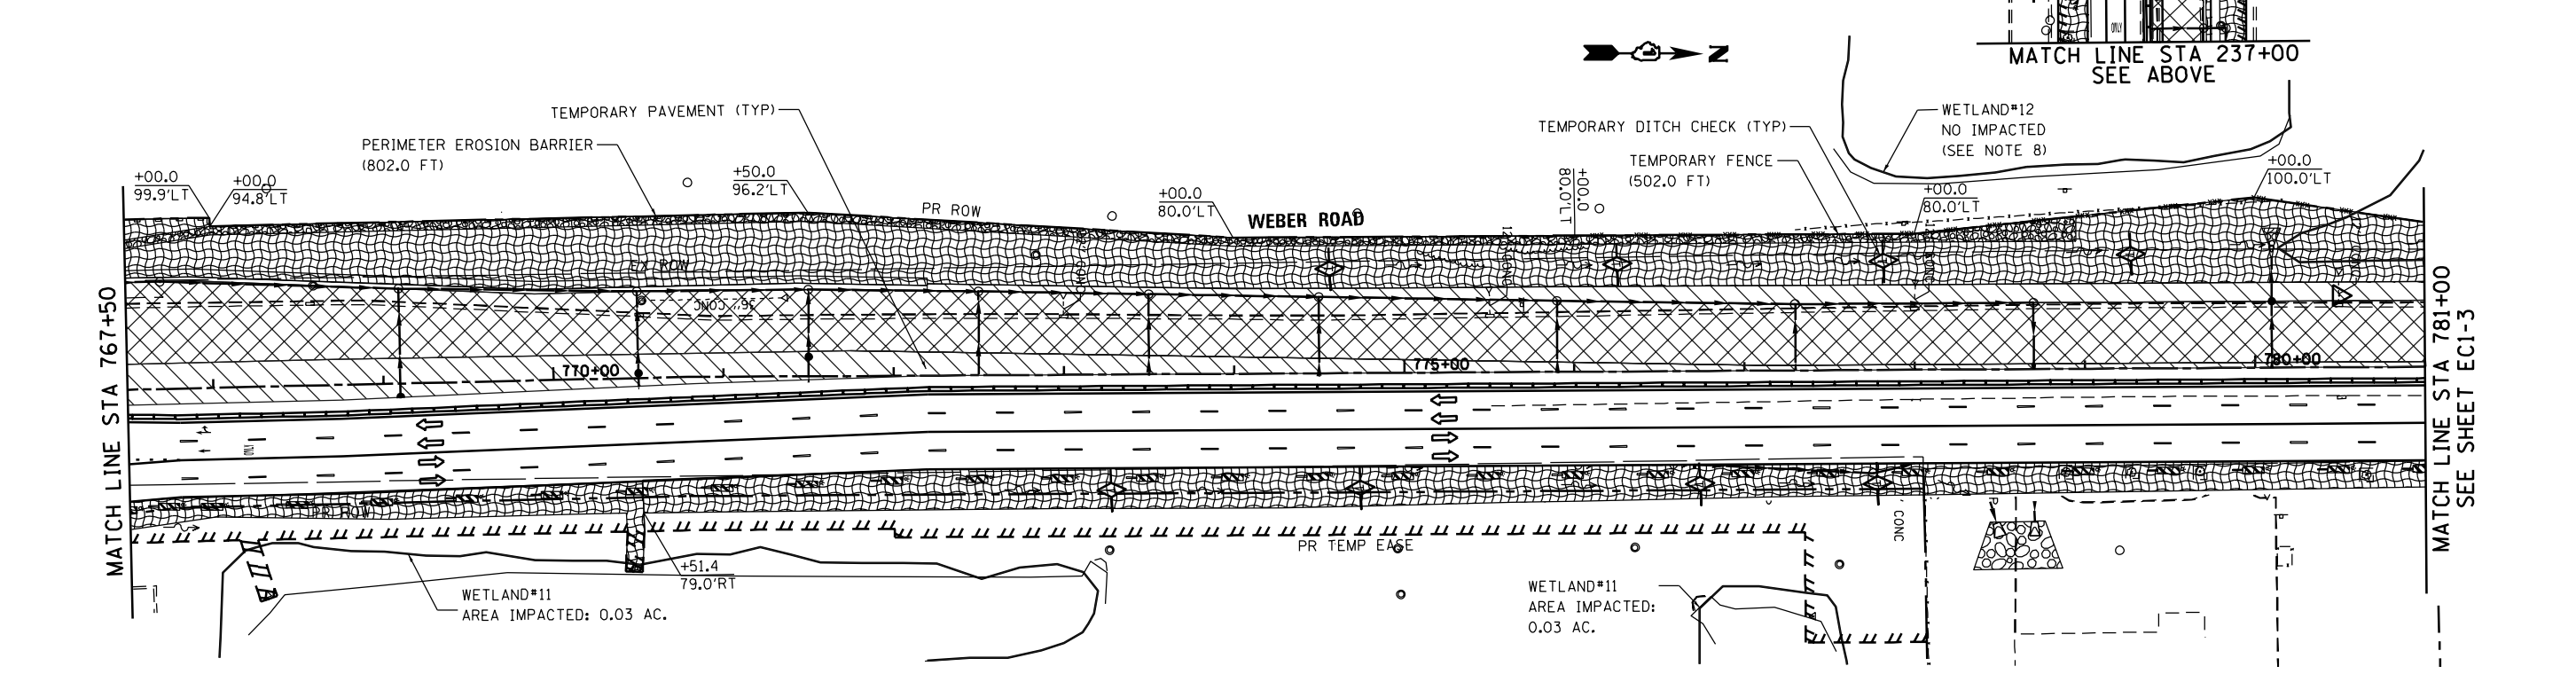 MATCH LINE STA 237+00
SEE ABOVE
N
TEMPORARY PAVEMENT (TYP)
PERIMETER EROSION BARRIER
(802.0 FT)
TEMPORARY DITCH CHECK (TYP)
TEMPORARY FENCE
(502.0 FT)
WETLAND#12
NO IMPACTED
(SEE NOTE 8)
+00.0
99.9'LT
+00.0
94.8'LT
+50.0
96.2'LT
+00.0
80.0'LT
+00.0
80.0'LT
+00.0
80.0'LT
+00.0
100.0'LT
PR ROW
WEBER ROAD
EX ROW
36" CONC
770+00
775+00
780+00
MATCH LINE STA 767+50
MATCH LINE STA 781+00
SEE SHEET EC1-3
PR ROW
PR TEMP EASE
CONC
+51.4
79.0'RT
WETLAND#11
AREA IMPACTED: 0.03 AC.
WETLAND#11
AREA IMPACTED:
0.03 AC.
ONLY